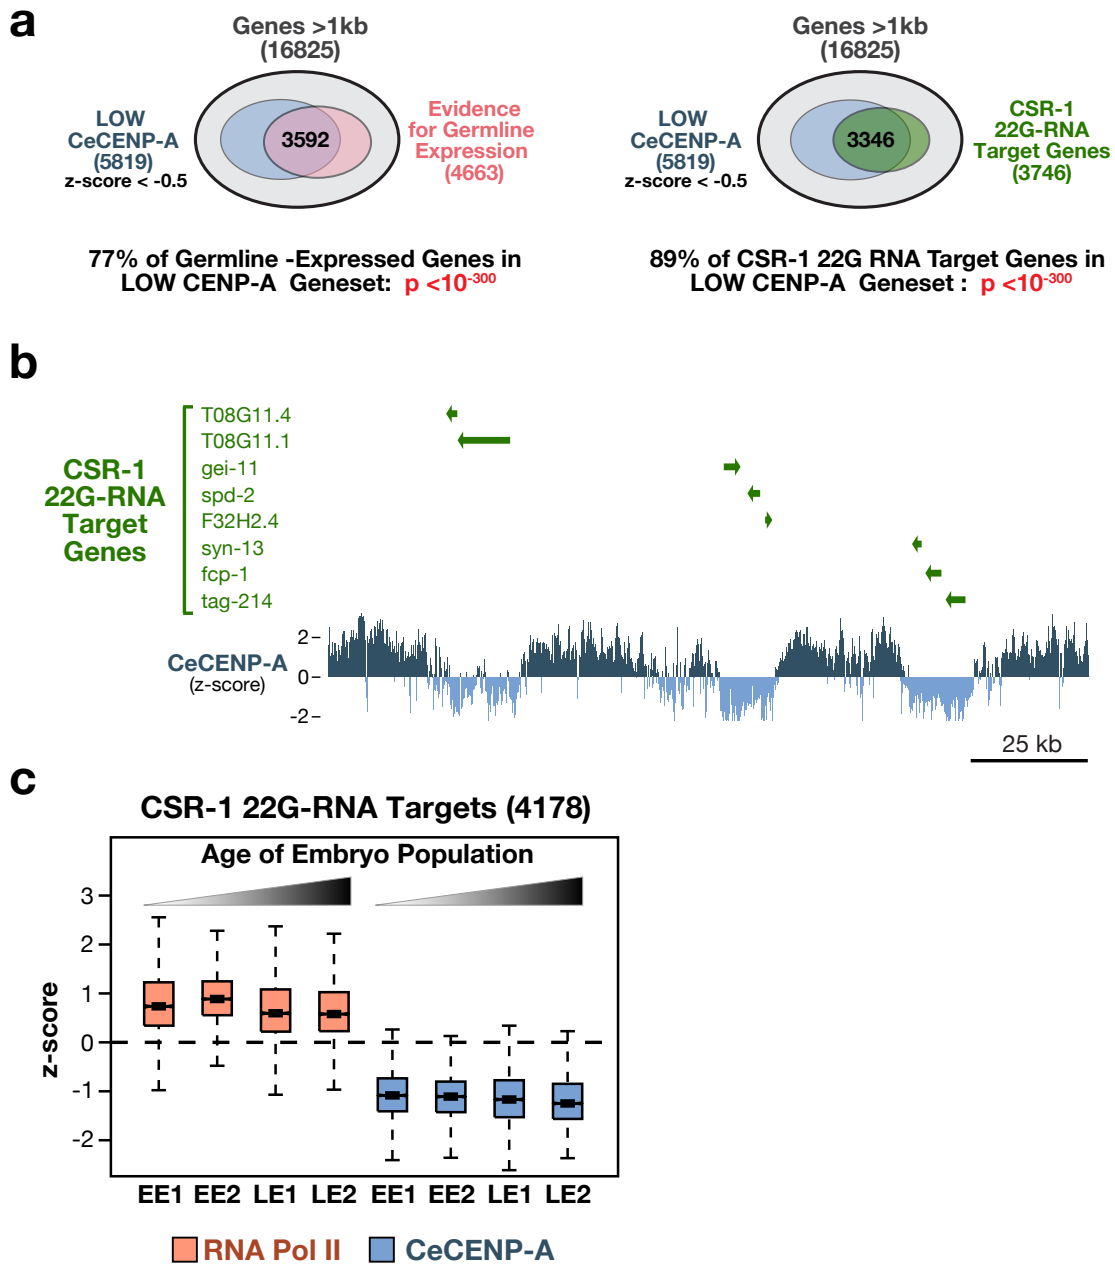 a
Genes >1kb
(16825)
LOW
CeCENP-A
(5819)
z-score < -0.5
3592
Evidence
for Germline
Expression
(4663)
77% of Germline -Expressed Genes in
LOW CENP-A Geneset: p <10-300
Genes >1kb
(16825)
LOW
CeCENP-A
(5819)
z-score < -0.5
3346
CSR-1
22G-RNA
Target Genes
(3746)
89% of CSR-1 22G RNA Target Genes in
LOW CENP-A Geneset : p <10-300
b
CSR-1
22G-RNA
Target
Genes
T08G11.4
T08G11.1
gei-11
spd-2
F32H2.4
syn-13
fcp-1
tag-214
CeCENP-A
(z-score)
2
0
-2
25 kb
c
CSR-1 22G-RNA Targets (4178)
Age of Embryo Population
z-score
3
2
1
0
-1
-2
EE1 EE2 LE1 LE2 EE1 EE2 LE1 LE2
RNA Pol II CeCENP-A